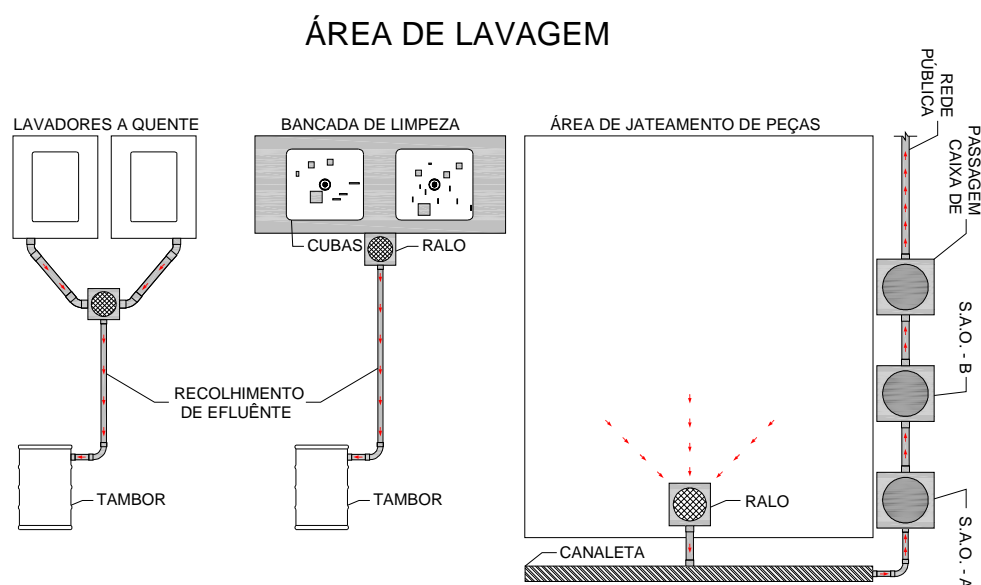 ÁREA DE LAVAGEM
LAVADORES A QUENTE
BANCADA DE LIMPEZA
ÁREA DE JATEAMENTO DE PEÇAS
REDE
PÚBLICA
PASSAGEM
CAIXA DE
CUBAS
RALO
S.A.O. - B
RECOLHIMENTO
DE EFLUÊNTE
TAMBOR
TAMBOR
RALO
CANALETA
S.A.O. - A